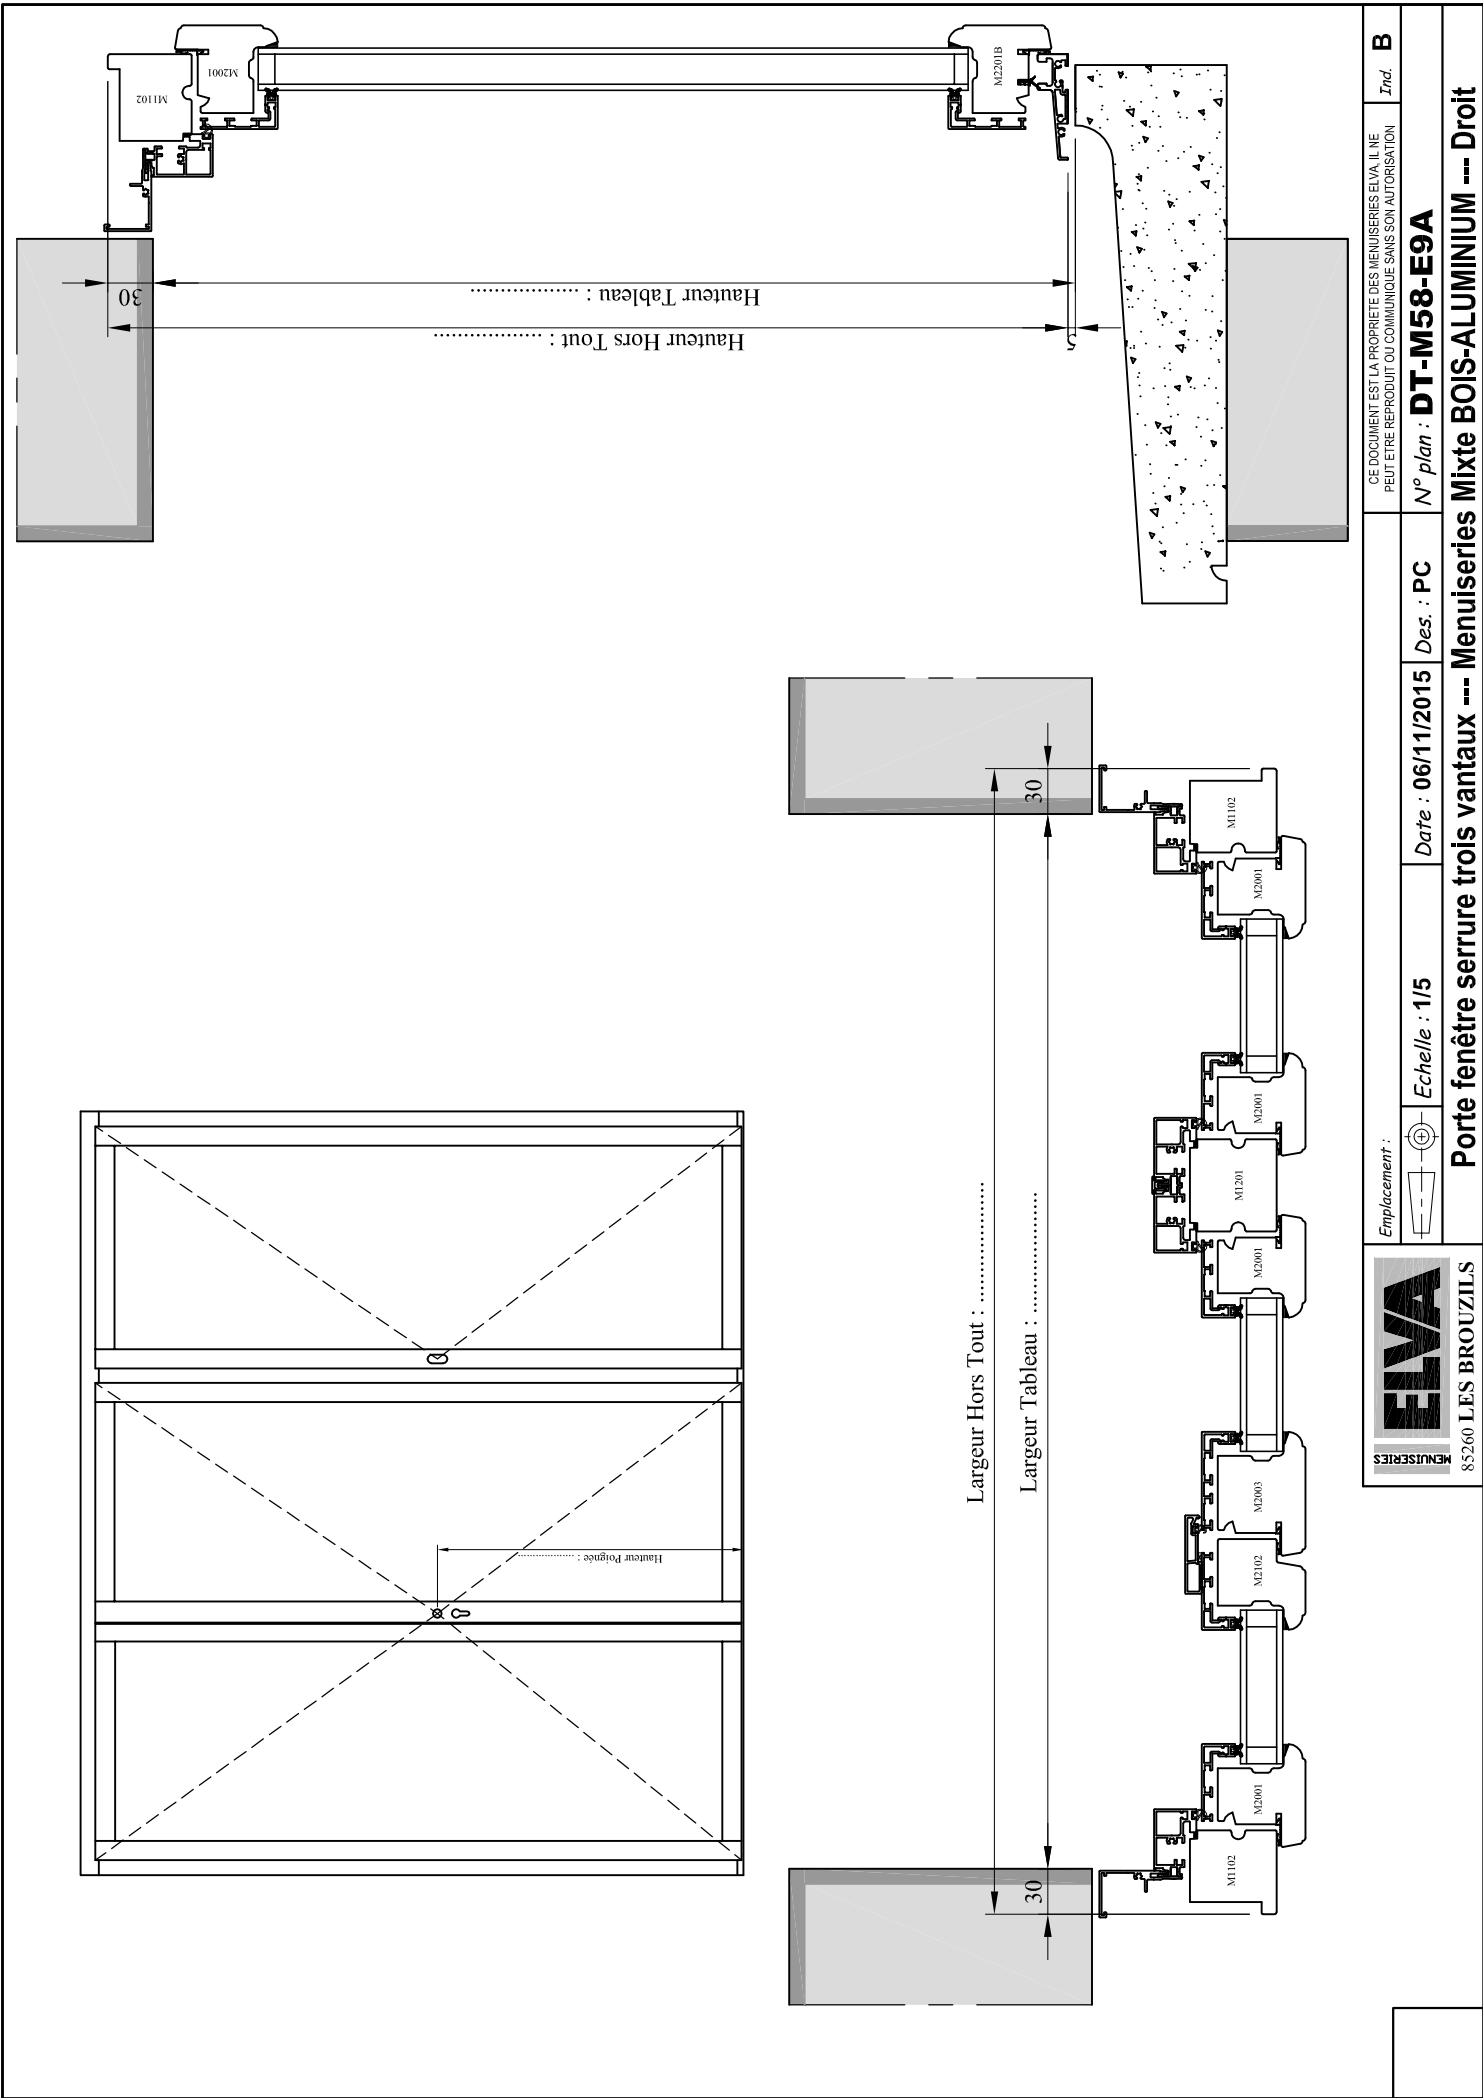 M1102
M2001
M2201B
30
Hauteur Tableau : ................
Hauteur Hors Tout : ................
5
Hauteur Poignée : ................
Largeur Hors Tout : ................
Largeur Tableau : ................
30
30
M1102
M2001
M2102
M2003
M2001
M1201
M2001
M2001
M1102
MENUISERIES
ELVA
85260 LES BROUZILS
Emplacement :
CE DOCUMENT EST LA PROPRIETE DES MENUISERIES ELVA, IL NE
PEUT ETRE REPRODUIT OU COMMUNIQUE SANS SON AUTORISATION
Ind. B
Echelle : 1/5
Date : 06/11/2015
Des. : PC
N° plan : DT-M58-E9A
Porte fenêtre serrure trois vantaux --- Menuiseries Mixte BOIS-ALUMINIUM --- Droit